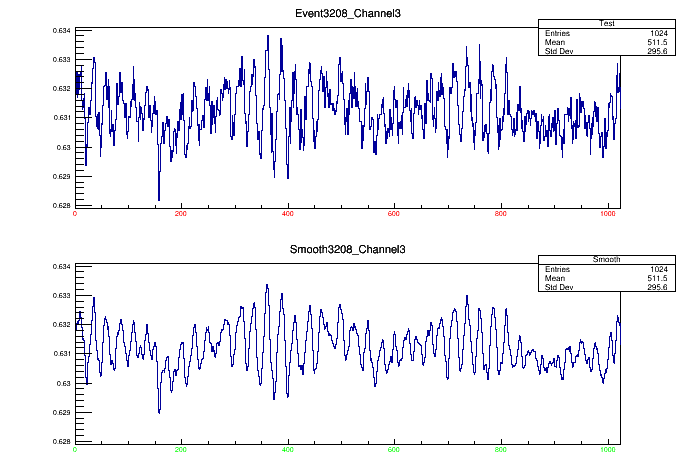 Event3208_Channel3
Test
Entries 1024
Mean 511.5
Std Dev 295.6
0.634
0.633
0.632
0.631
0.63
0.629
0.628
0 200 400 600 800 1000
Smooth3208_Channel3
Smooth
Entries 1024
Mean 511.5
Std Dev 295.6
0.634
0.633
0.632
0.631
0.63
0.629
0.628
0 200 400 600 800 1000